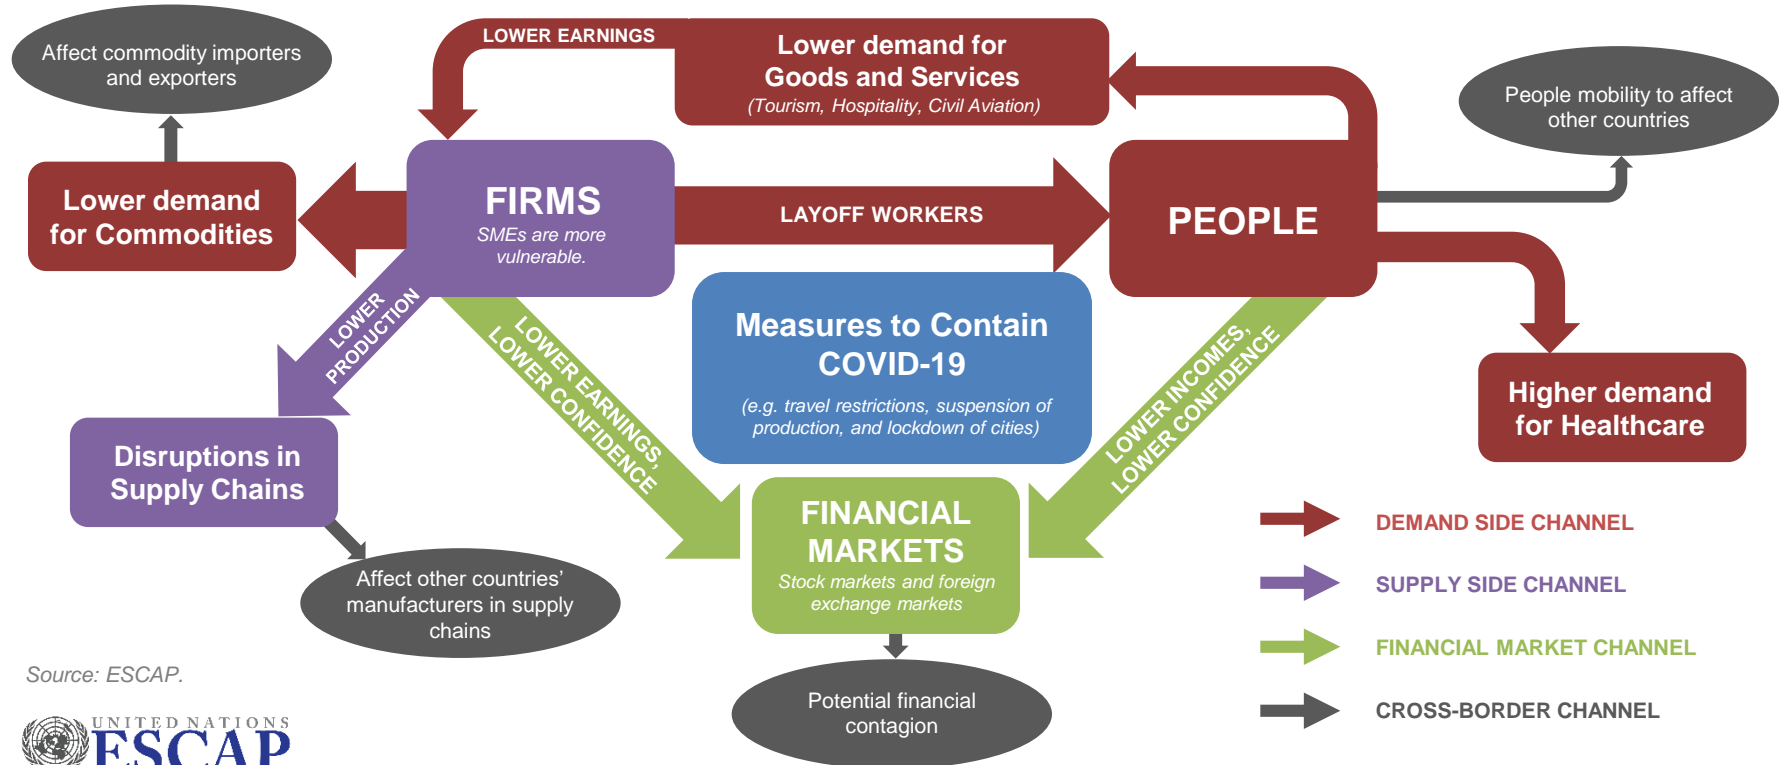 Affect commodity importers
and exporters
LOWER EARNINGS
Lower demand for
Goods and Services
(Tourism, Hospitality, Civil Aviation)
People mobility to affect
other countries
Lower demand
for Commodities
FIRMS
SMEs are more
vulnerable.
LAYOFF WORKERS
PEOPLE
LOWER
PRODUCTION
LOWER EARNINGS,
LOWER CONFIDENCE
Measures to Contain
COVID-19
(e.g. travel restrictions, suspension of
production, and lockdown of cities)
LOWER INCOMES,
LOWER CONFIDENCE
Higher demand
for Healthcare
Disruptions in
Supply Chains
FINANCIAL
MARKETS
Stock markets and foreign
exchange markets
Affect other countries’
manufacturers in supply
chains
Potential financial
contagion
DEMAND SIDE CHANNEL
SUPPLY SIDE CHANNEL
FINANCIAL MARKET CHANNEL
CROSS-BORDER CHANNEL
Source: ESCAP.
UNITED NATIONS
ESCAP